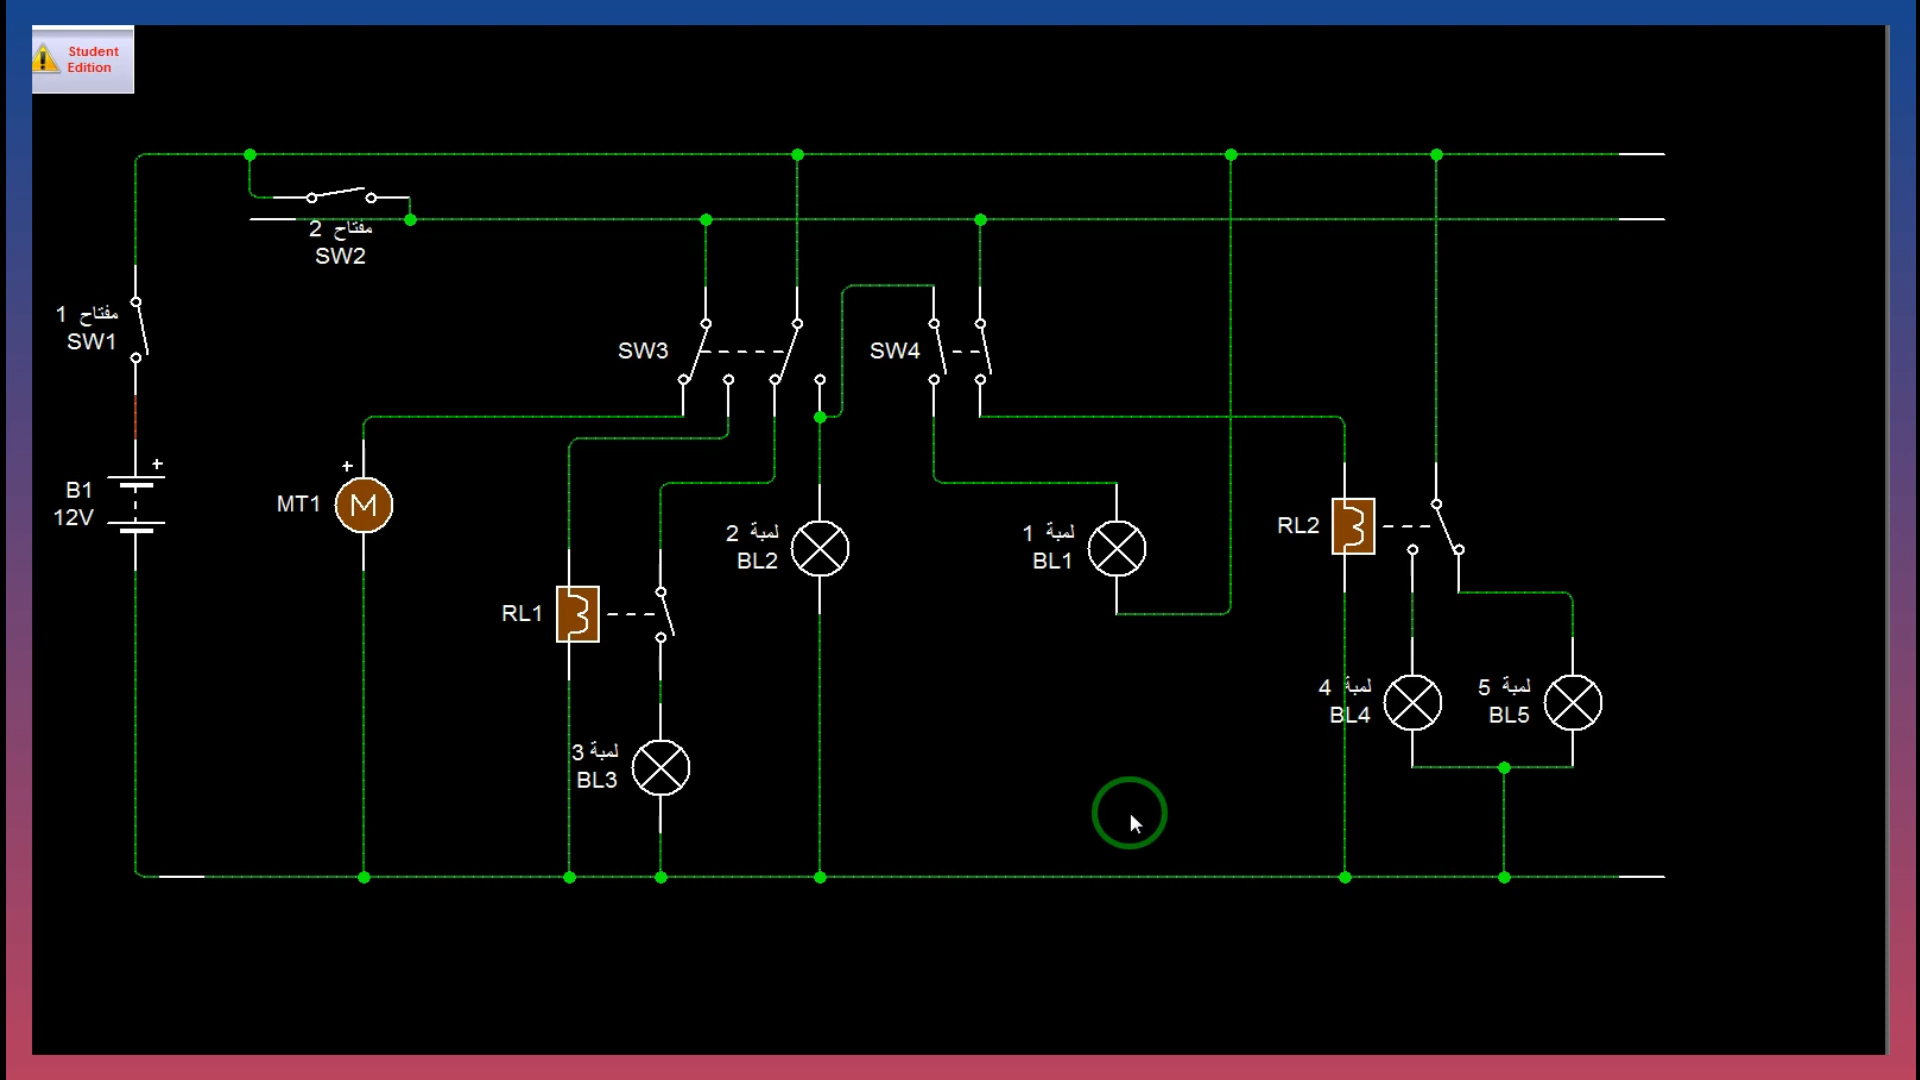 Student
Edition
مفتاح 2
SW2
مفتاح 1
SW1
SW3
SW4
+
B1
12V
+
MT1
M
لمبة 2
BL2
لمبة 1
BL1
RL2
RL1
لمبة 4
BL4
لمبة 5
BL5
لمبة 3
BL3